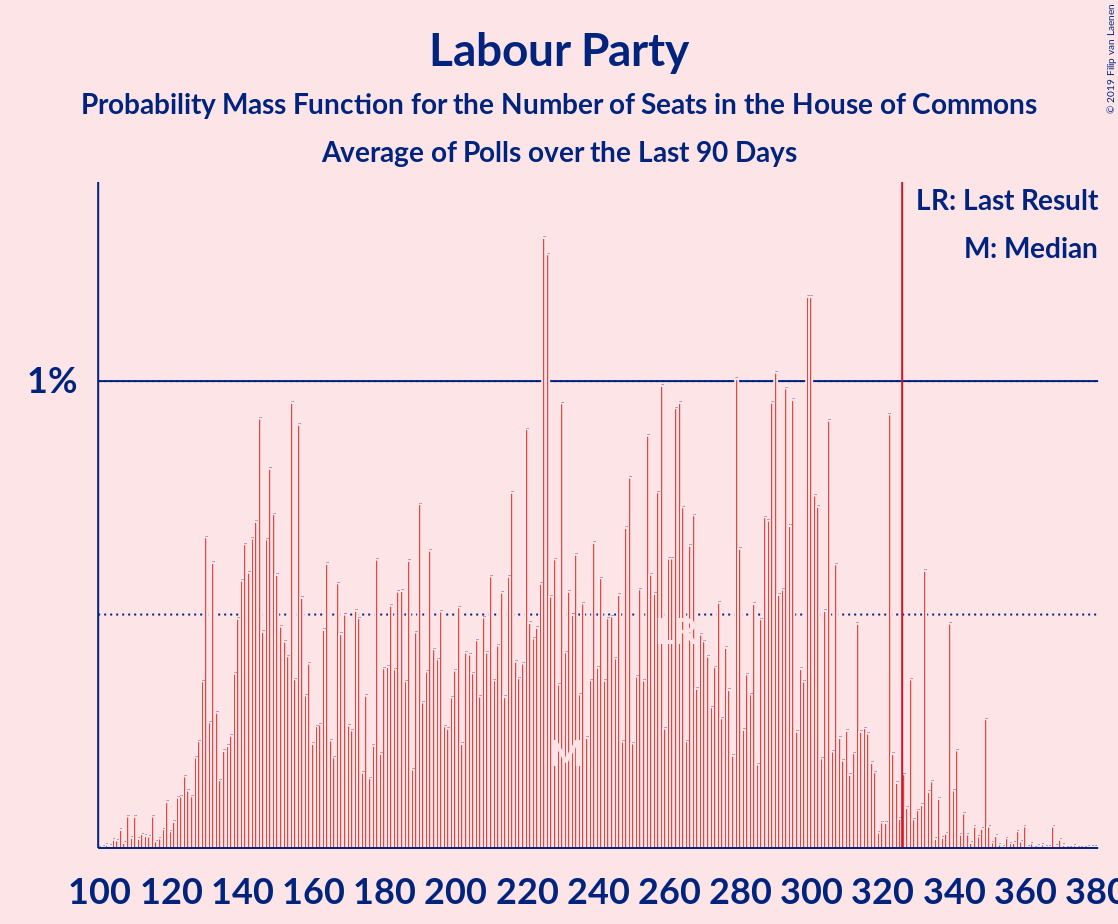 Labour Party
Probability Mass Function for the Number of Seats in the House of Commons
Average of Polls over the Last 90 Days
© 2019 Filip van Laenen
LR: Last Result
M: Median
1%
LR
M
100 120 140 160 180 200 220 240 260 280 300 320 340 360 380